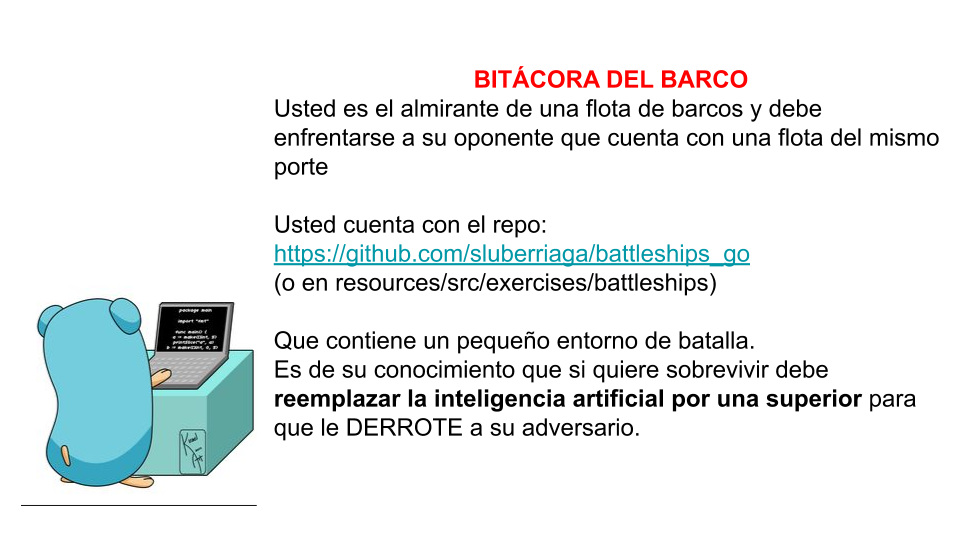 BITÁCORA DEL BARCO
Usted es el almirante de una flota de barcos y debe
enfrentarse a su oponente que cuenta con una flota del mismo
porte
Usted cuenta con el repo:
https://github.com/sluberriaga/battleships_go
(o en resources/src/exercises/battleships)
Que contiene un pequeño entorno de batalla.
Es de su conocimiento que si quiere sobrevivir debe
reemplazar la inteligencia artificial por una superior para
que le DERROTE a su adversario.
package main
import "fmt"
func main() {